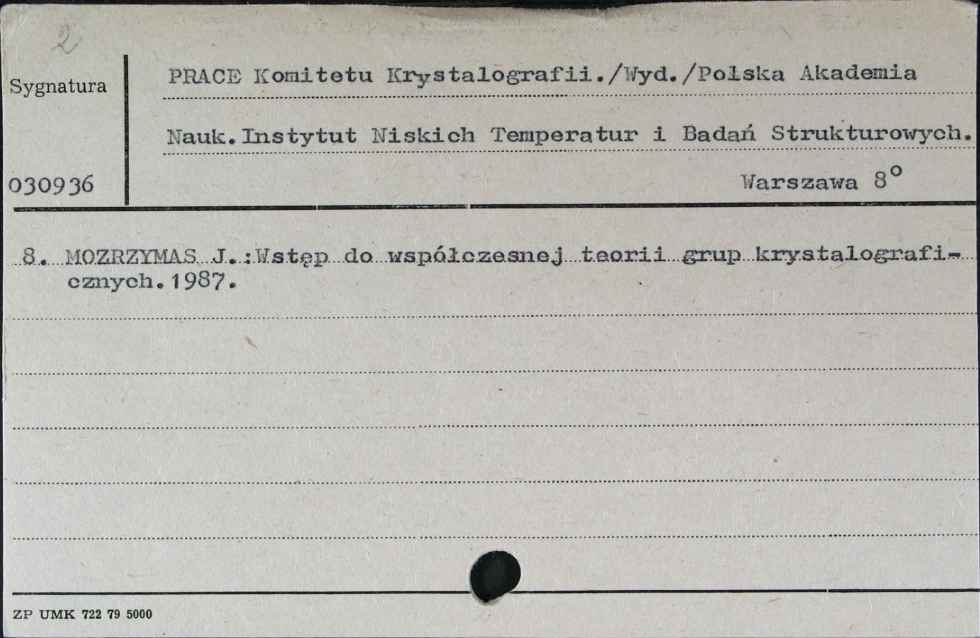 2
Sygnatura
PRACE Komitetu Krystalografii./Wyd./Polska Akademia
Nauk.Instytut Niskich Temperatur i Badań Strukturowych.
030936
Warszawa 8°
8. MOZRZYMAS J.:Wstęp do współczesnej teorii grup krystalografi-
cznych.1987.
ZP UMK 722 79 5000